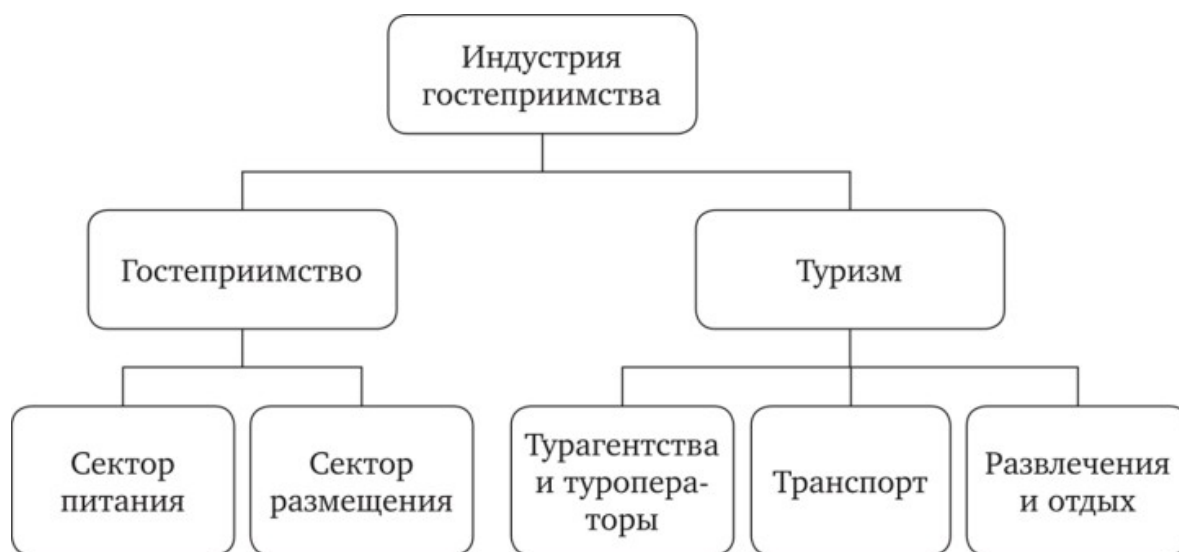 Индустрия
гостеприимства
Гостеприимство
Туризм
Сектор
питания
Сектор
размещения
Турагентства
и туропера-
торы
Транспорт
Развлечения
и отдых